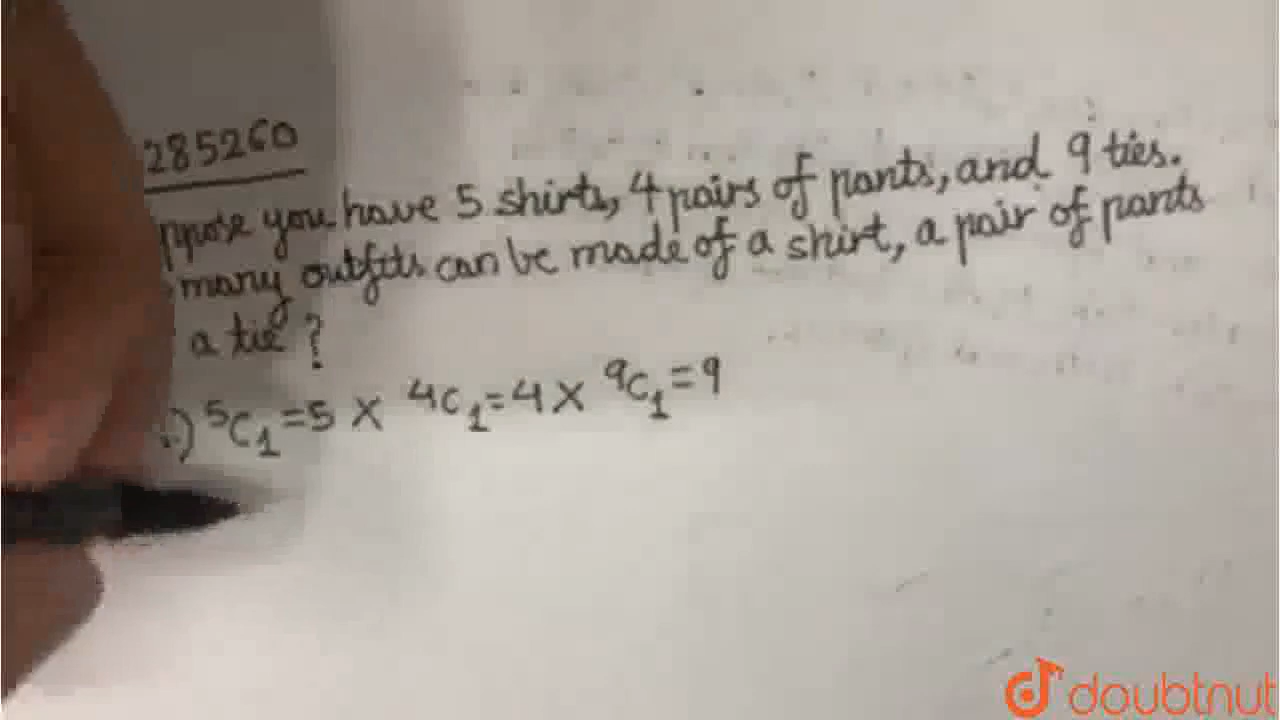 285260
ppose you have 5 shirts, 4 pairs of pants, and 9 ties.
many outfits can be made of a shirt, a pair of pants
a tie?
.) ⁵C₁ = 5 × ⁴C₁ = 4 × ⁹C₁ = 9
doubtnut